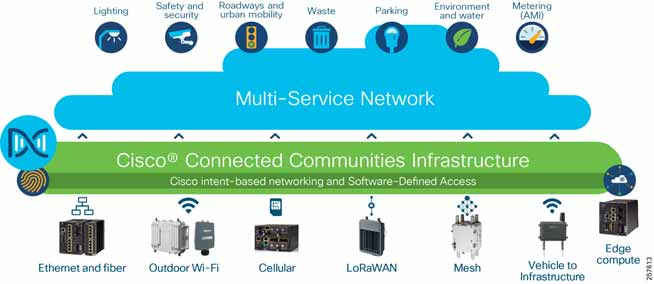 Lighting
Safety and
security
Roadways and
urban mobility
Waste
Parking
Environment
and water
Metering
(AMI)
Multi-Service Network
Cisco® Connected Communities Infrastructure
Cisco intent-based networking and Software-Defined Access
Ethernet and fiber
Outdoor Wi-Fi
Cellular
LoRaWAN
Mesh
Vehicle to
Infrastructure
Edge
compute
257613